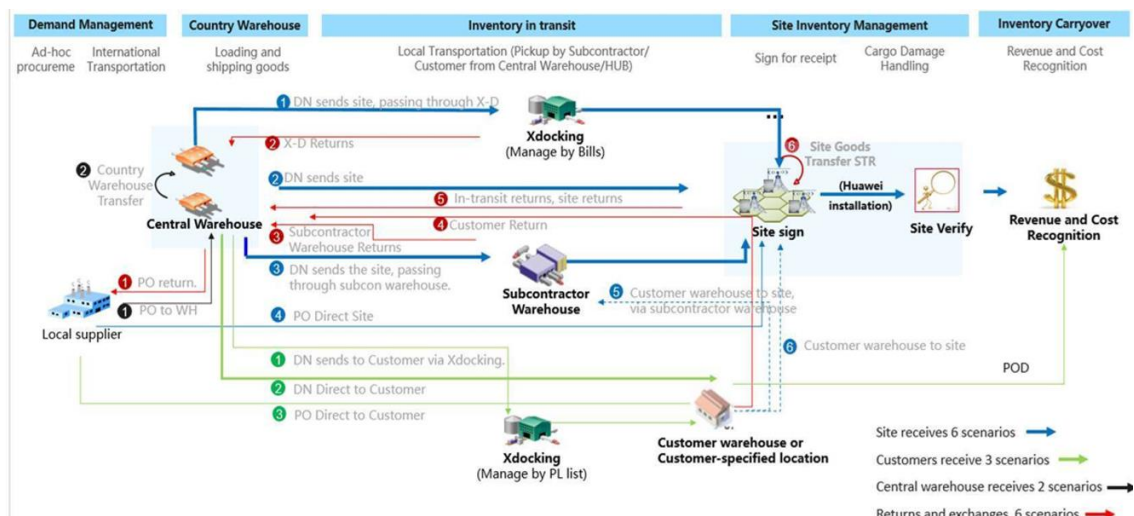 Demand Management
Country Warehouse
Inventory in transit
Site Inventory Management
Inventory Carryover
Ad-hoc
procureme
International
Transportation
Loading and
shipping goods
Local Transportation (Pickup by Subcontractor/
Customer from Central Warehouse/HUB)
Sign for receipt
Cargo Damage
Handling
Revenue and Cost
Recognition
1 DN sends site, passing through X-D
...
Xdocking
(Manage by Bills)
2 X-D Returns
6 Site Goods
Transfer STR
2 Country
Warehouse
Transfer
2 DN sends site
5 In-transit returns, site returns
(Huawei
installation)
Central Warehouse
4 Customer Return
3 Subcontractor
Warehouse Returns
Site sign
Site Verify
Revenue and Cost
Recognition
3 DN sends the site, passing
through subcon warehouse.
Subcontractor
Warehouse
1 PO return.
1 PO to WH
5 Customer warehouse to site,
via subcontractor warehouse
Local supplier
4 PO Direct Site
6 Customer warehouse to site
1 DN sends to Customer via Xdocking.
POD
2 DN Direct to Customer
3 PO Direct to Customer
Xdocking
(Manage by PL list)
Customer warehouse or
Customer-specified location
Site receives 6 scenarios
Customers receive 3 scenarios
Central warehouse receives 2 scenarios
Returns and exchanges, 6 scenarios